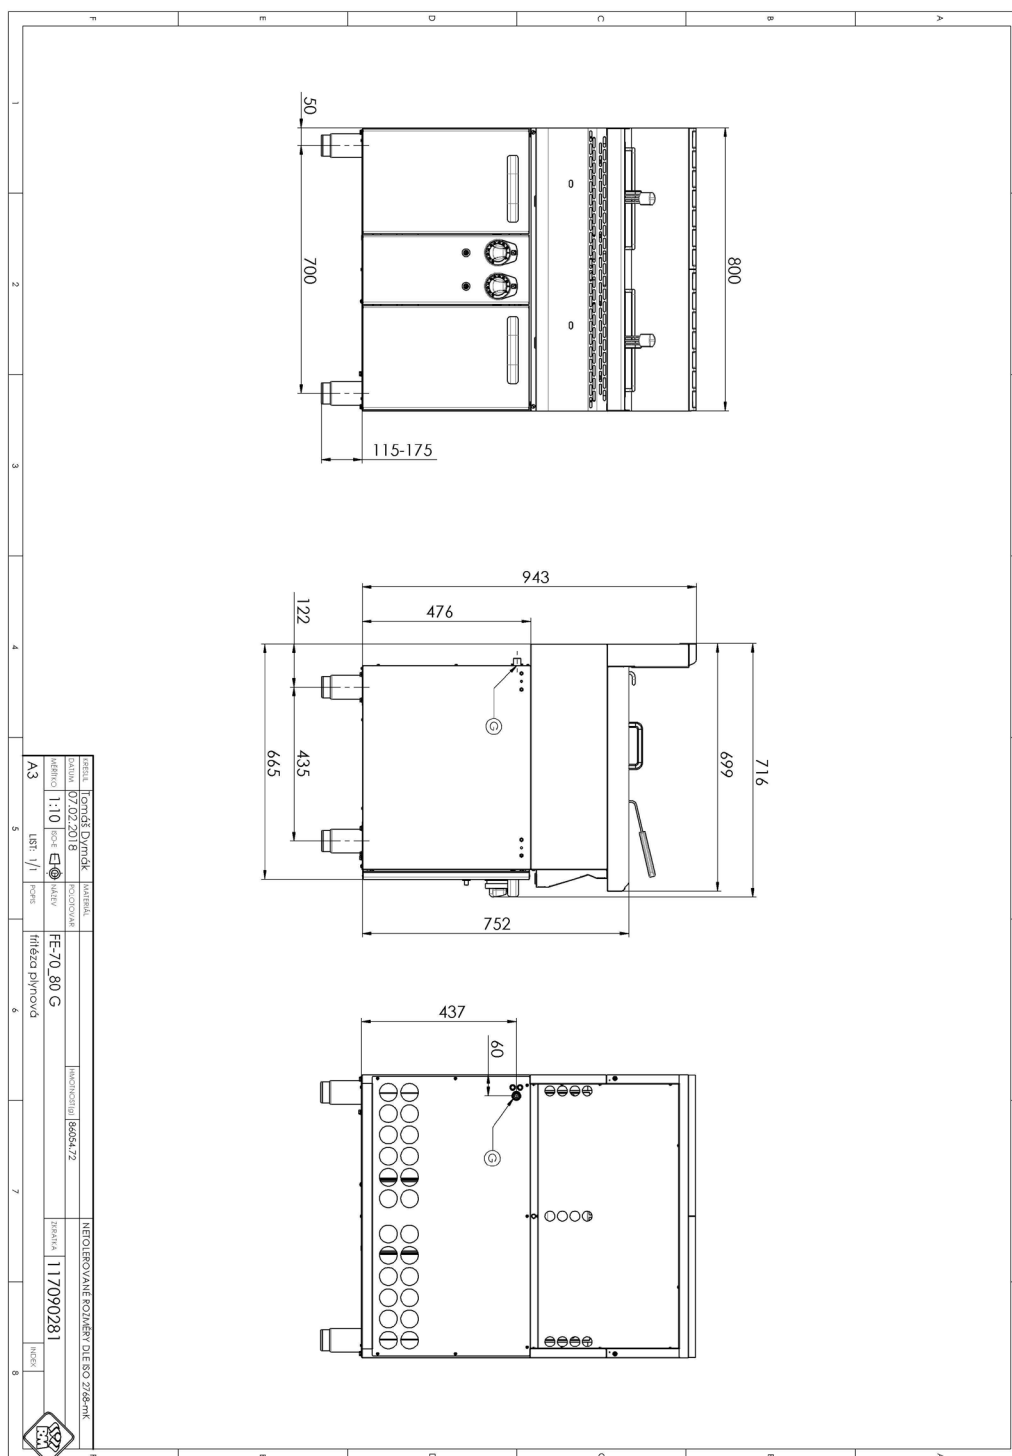 F E D C B A
1
2
3
4
5
6
7
8
50
700
800
115-175
943
476
122
435
665
699
716
752
G
437
60
G
KRESLIL Tomáš Dymák
DATUM 07.02.2018
MĚŘÍTKO 1:10 ISO-E
A3 LIST: 1/1
MATERIÁL
POLOTOVAR
HMOTNOST(g) 86054.72
NÁZEV FE-70_80 G
POPIS fritéza plynová
NETOLEROVANÉ ROZMĚRY DLE ISO 2768-mK
ZKRATKA 117090281
INDEX